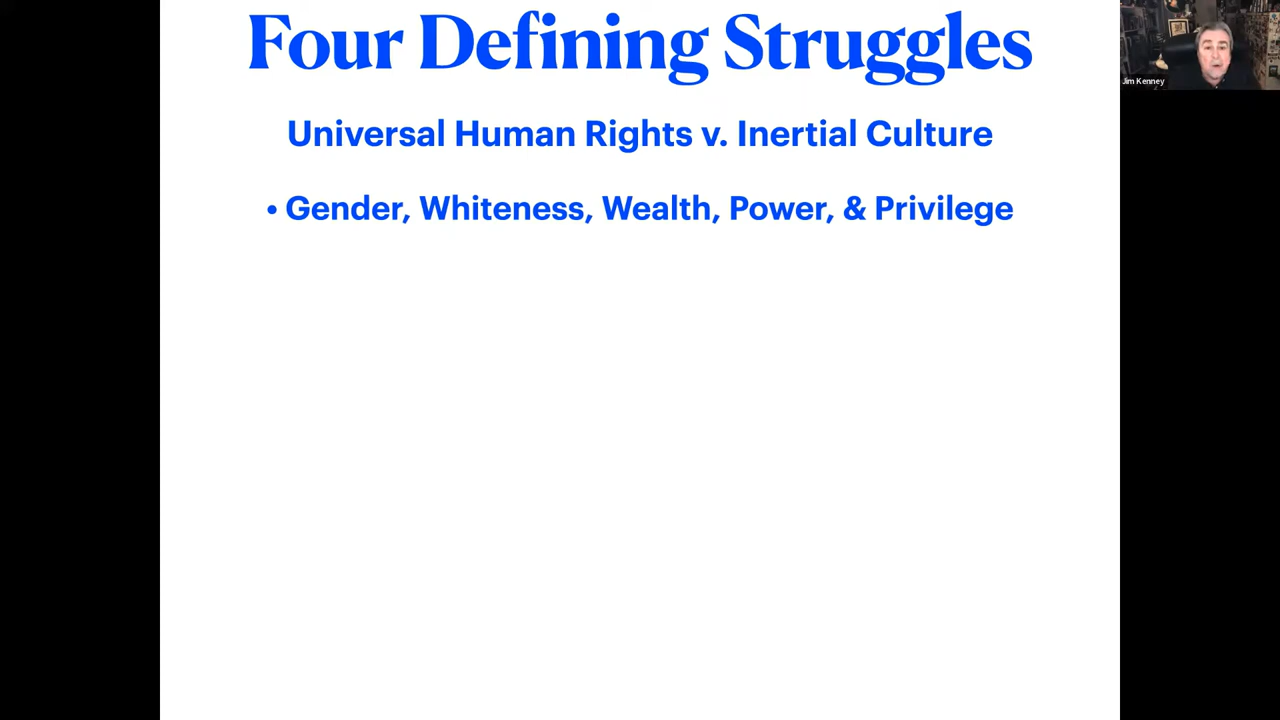 Four Defining Struggles
Jim Kenney
Universal Human Rights v. Inertial Culture
• Gender, Whiteness, Wealth, Power, & Privilege